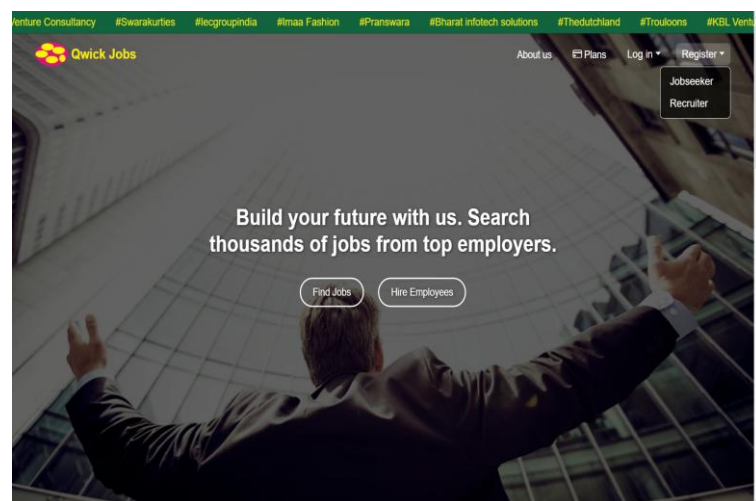 Venture Consultancy #Swarakurties #Iecgroupindia #Imaa Fashion #Pranswara #Bharat infotech solutions #Thedutchland #Trouloons #KBL Ventu
Qwick Jobs About us Plans Log in Register
Jobseeker
Recruiter
Build your future with us. Search
thousands of jobs from top employers.
Find Jobs Hire Employees